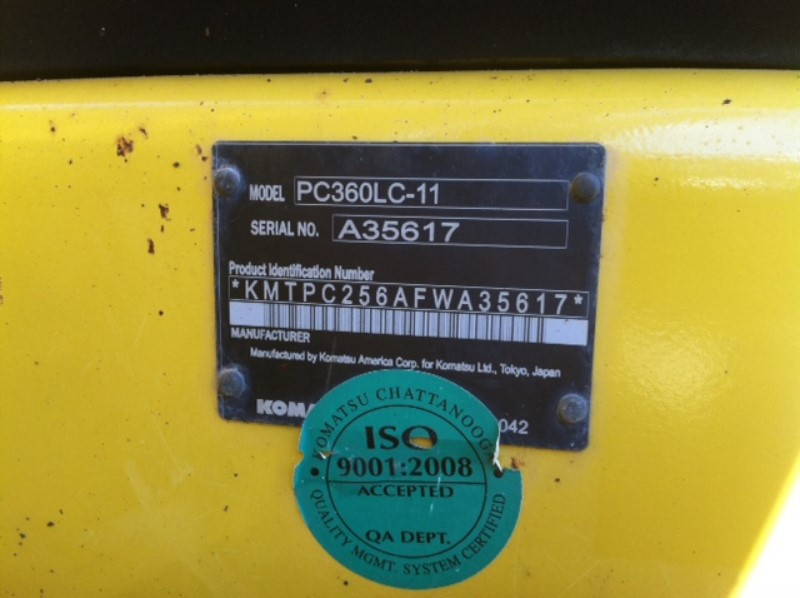 MODEL PC360LC-11
SERIAL NO. A35617
Product Identification Number
*KMTPC256AFWA35617*
MANUFACTURER
Manufactured by Komatsu America Corp. for Komatsu Ltd., Tokyo, Japan
KOMA
042
KOMATSU CHATTANOOGA
ISO
9001:2008
ACCEPTED
QA DEPT.
QUALITY MGMT. SYSTEM CERTIFIED